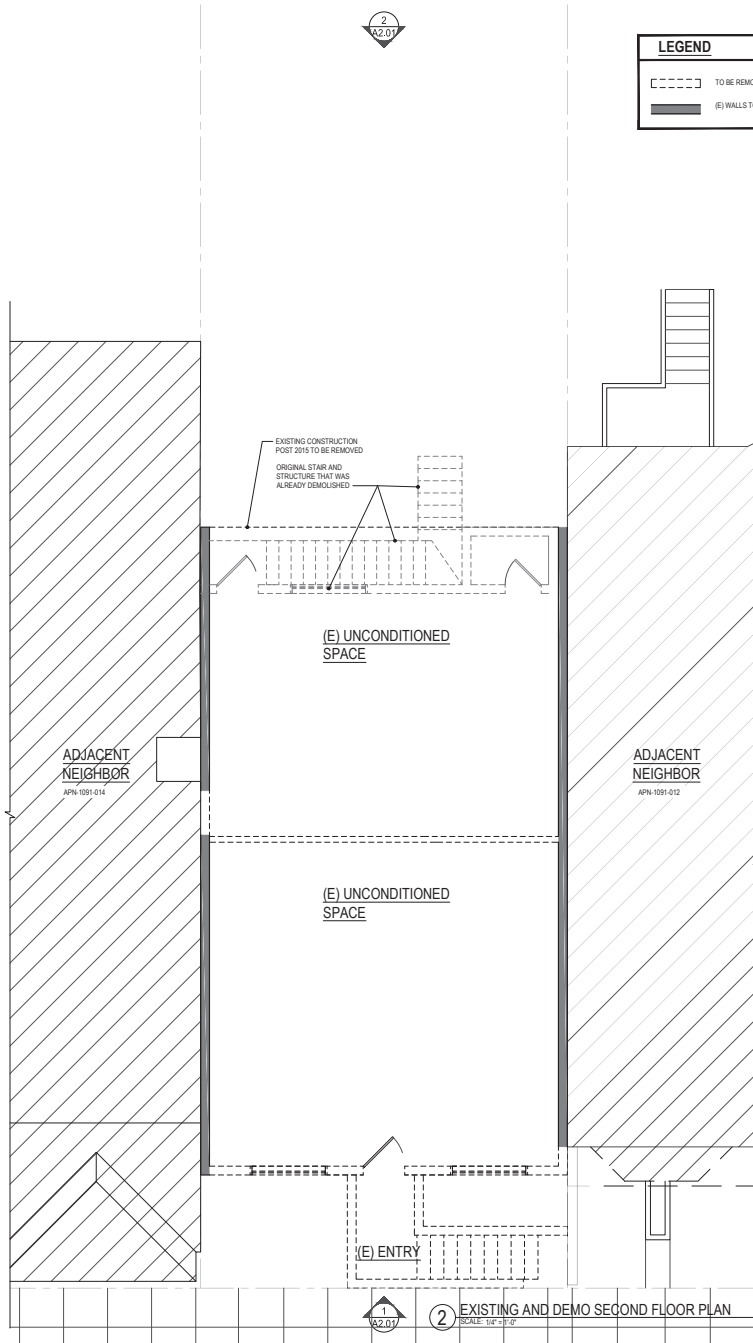 2
A2.01
LEGEND
TO BE REMO
(E) WALLS T
EXISTING CONSTRUCTION
POST 2015 TO BE REMOVED
ORIGINAL STAIR AND
STRUCTURE THAT WAS
ALREADY DEMOLISHED
(E) UNCONDITIONED
SPACE
ADJACENT
NEIGHBOR
APN-1091-014
ADJACENT
NEIGHBOR
APN-1091-012
(E) UNCONDITIONED
SPACE
(E) ENTRY
1
A2.01
2
EXISTING AND DEMO SECOND FLOOR PLAN
SCALE: 1/4" = 1'-0"